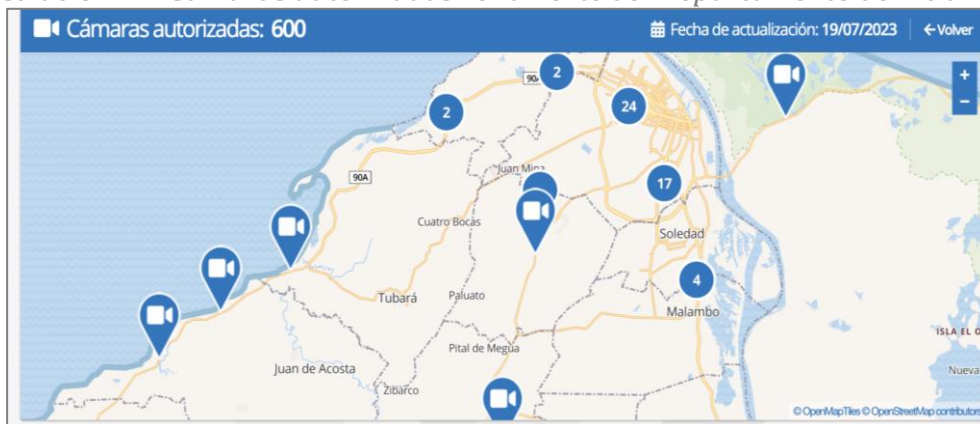 Cámaras autorizadas: 600
Fecha de actualización: 19/07/2023
Volver
+
−
2
2
24
90A
Juan Mina
17
Cuatro Bocas
Soledad
4
Tubará
Paluato
Malambo
Pital de Megua
Juan de Acosta
Zibarco
ISLA EL
Nueva
© OpenMapTiles © OpenStreetMap contributors